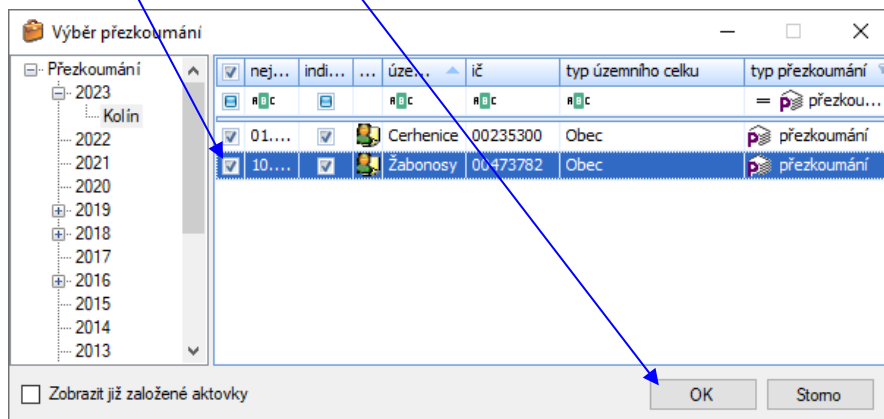 Výběr přezkoumání
Přezkoumání
2023
Kolín
2022
2021
2020
2019
2018
2017
2016
2015
2014
2013
nej... indi... ... úze... ič typ územního celku typ přezkoumání
= přezkou...
01.... Cerhenice 00235300 Obec přezkoumání
10.... Žabonosy 00473782 Obec přezkoumání
Zobrazit již založené aktovky
OK Storno